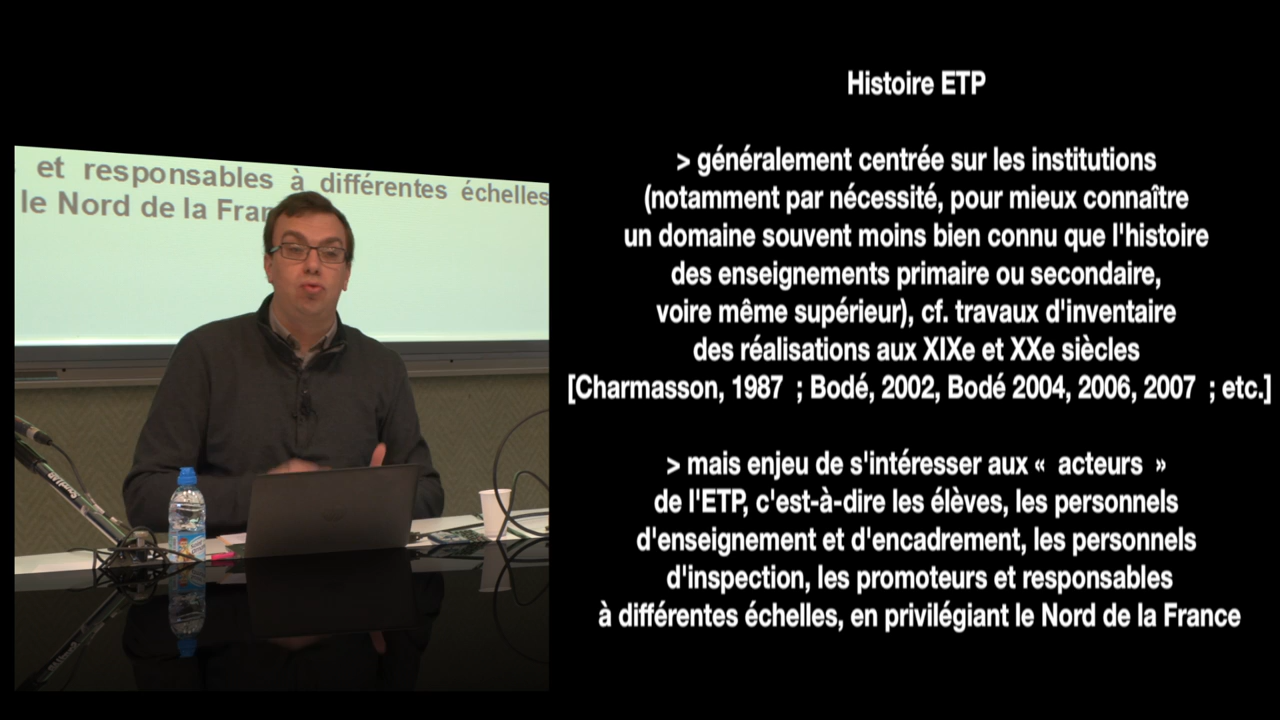 Histoire ETP
> généralement centrée sur les institutions
(notamment par nécessité, pour mieux connaître
un domaine souvent moins bien connu que l'histoire
des enseignements primaire ou secondaire,
voire même supérieur), cf. travaux d'inventaire
des réalisations aux XIXe et XXe siècles
[Charmasson, 1987  ; Bodé, 2002, Bodé 2004, 2006, 2007  ; etc.]
> mais enjeu de s'intéresser aux «  acteurs  »
de l'ETP, c'est-à-dire les élèves, les personnels
d'enseignement et d'encadrement, les personnels
d'inspection, les promoteurs et responsables
à différentes échelles, en privilégiant le Nord de la France
et responsables à différentes échelles
le Nord de la Fran